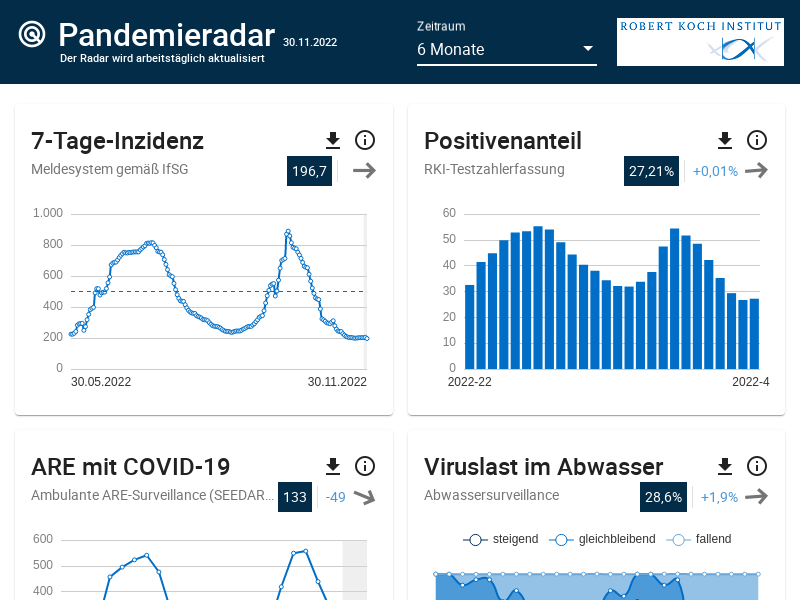 Pandemieradar 30.11.2022
Der Radar wird arbeitstäglich aktualisiert
Zeitraum
6 Monate
ROBERT KOCH INSTITUT
7-Tage-Inzidenz
Meldesystem gemäß IfSG
196,7
1.000
800
600
400
200
0
30.05.2022
30.11.2022
Positivenanteil
RKI-Testzahlerfassung
27,21%
+0,01%
60
50
40
30
20
10
0
2022-22
2022-4
ARE mit COVID-19
Ambulante ARE-Surveillance (SEEDAR...
133
-49
600
500
400
Viruslast im Abwasser
Abwassersurveillance
28,6%
+1,9%
steigend
gleichbleibend
fallend